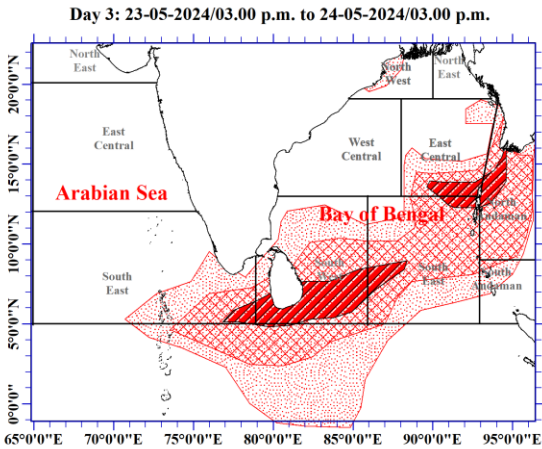 Day 3: 23-05-2024/03.00 p.m. to 24-05-2024/03.00 p.m.
North
East
North
West
North
East
20°0'0"N
East
Central
West
Central
East
Central
15°0'0"N
Arabian Sea
Bay of Bengal
North
Andaman
10°0'0"N
South
East
South
South
East
South
Andaman
5°0'0"N
0°0'0"
65°0'0"E 70°0'0"E 75°0'0"E 80°0'0"E 85°0'0"E 90°0'0"E 95°0'0"E